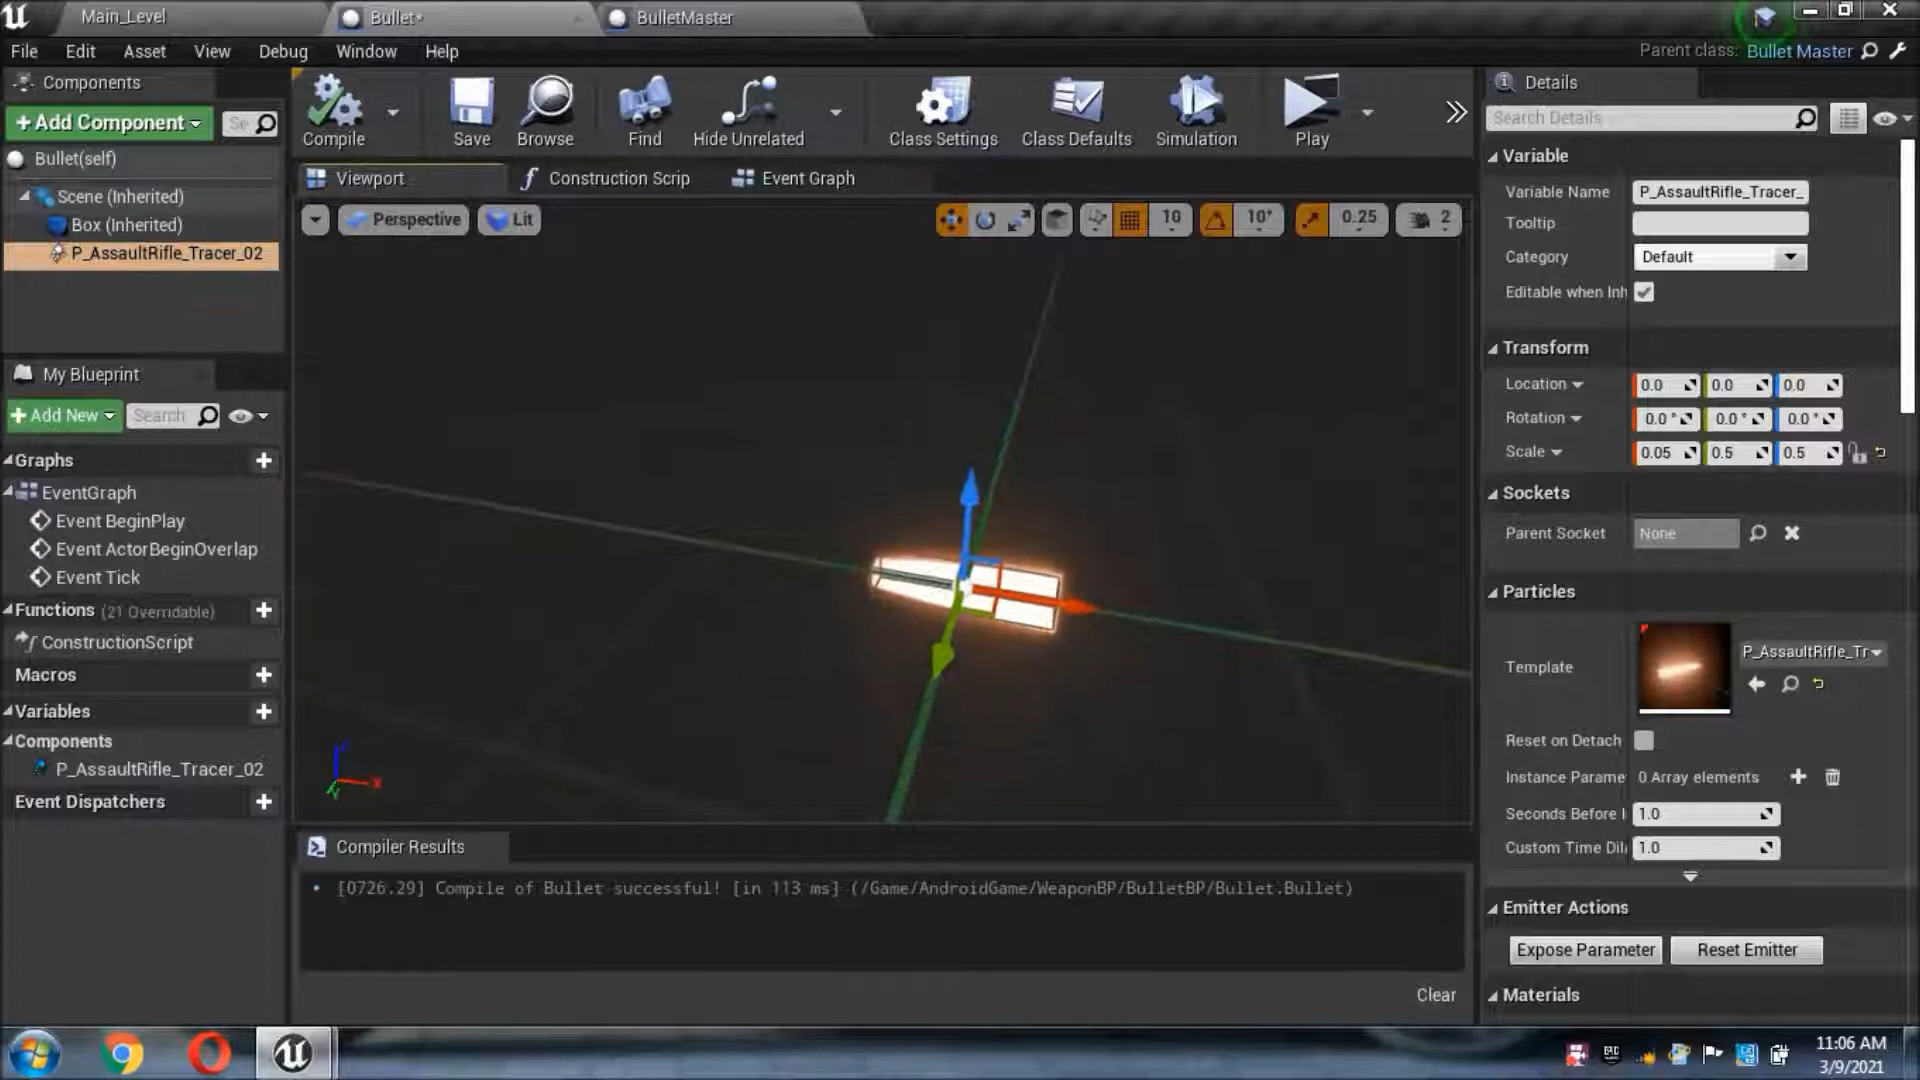 Main_Level
Bullet*
BulletMaster
File Edit Asset View Debug Window Help
Parent class: Bullet Master
Components
+ Add Component
Se
Bullet(self)
Scene (Inherited)
Box (Inherited)
P_AssaultRifle_Tracer_02
Compile
Save
Browse
Find
Hide Unrelated
Class Settings
Class Defaults
Simulation
Play
Viewport
Construction Scrip
Event Graph
Perspective
Lit
10
10°
0.25
2
My Blueprint
+ Add New
Search
Graphs
EventGraph
Event BeginPlay
Event ActorBeginOverlap
Event Tick
Functions (21 Overridable)
ConstructionScript
Macros
Variables
Components
P_AssaultRifle_Tracer_02
Event Dispatchers
Z
X
Y
Compiler Results
[0726.29] Compile of Bullet successful! [in 113 ms] (/Game/AndroidGame/WeaponBP/BulletBP/Bullet.Bullet)
Clear
Details
Search Details
Variable
Variable Name P_AssaultRifle_Tracer_
Tooltip
Category Default
Editable when Inh
Transform
Location 0.0 0.0 0.0
Rotation 0.0 ° 0.0 ° 0.0 °
Scale 0.05 0.5 0.5
Sockets
Parent Socket None
Particles
Template P_AssaultRifle_Tr
Reset on Detach
Instance Parame 0 Array elements
Seconds Before I 1.0
Custom Time Dil 1.0
Emitter Actions
Expose Parameter Reset Emitter
Materials
11:06 AM
3/9/2021